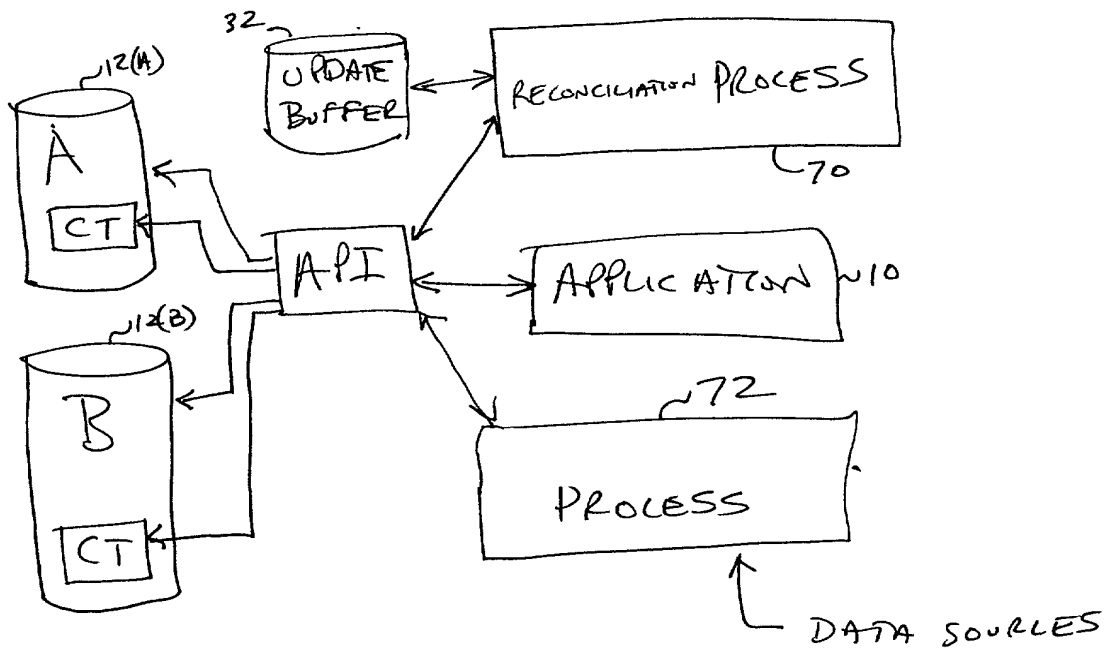 32
12(A)
UPDATE
BUFFER
RECONCILIATION PROCESS
70
A
CT
API
APPLICATION
10
12(B)
B
72
PROCESS
CT
DATA SOURCES